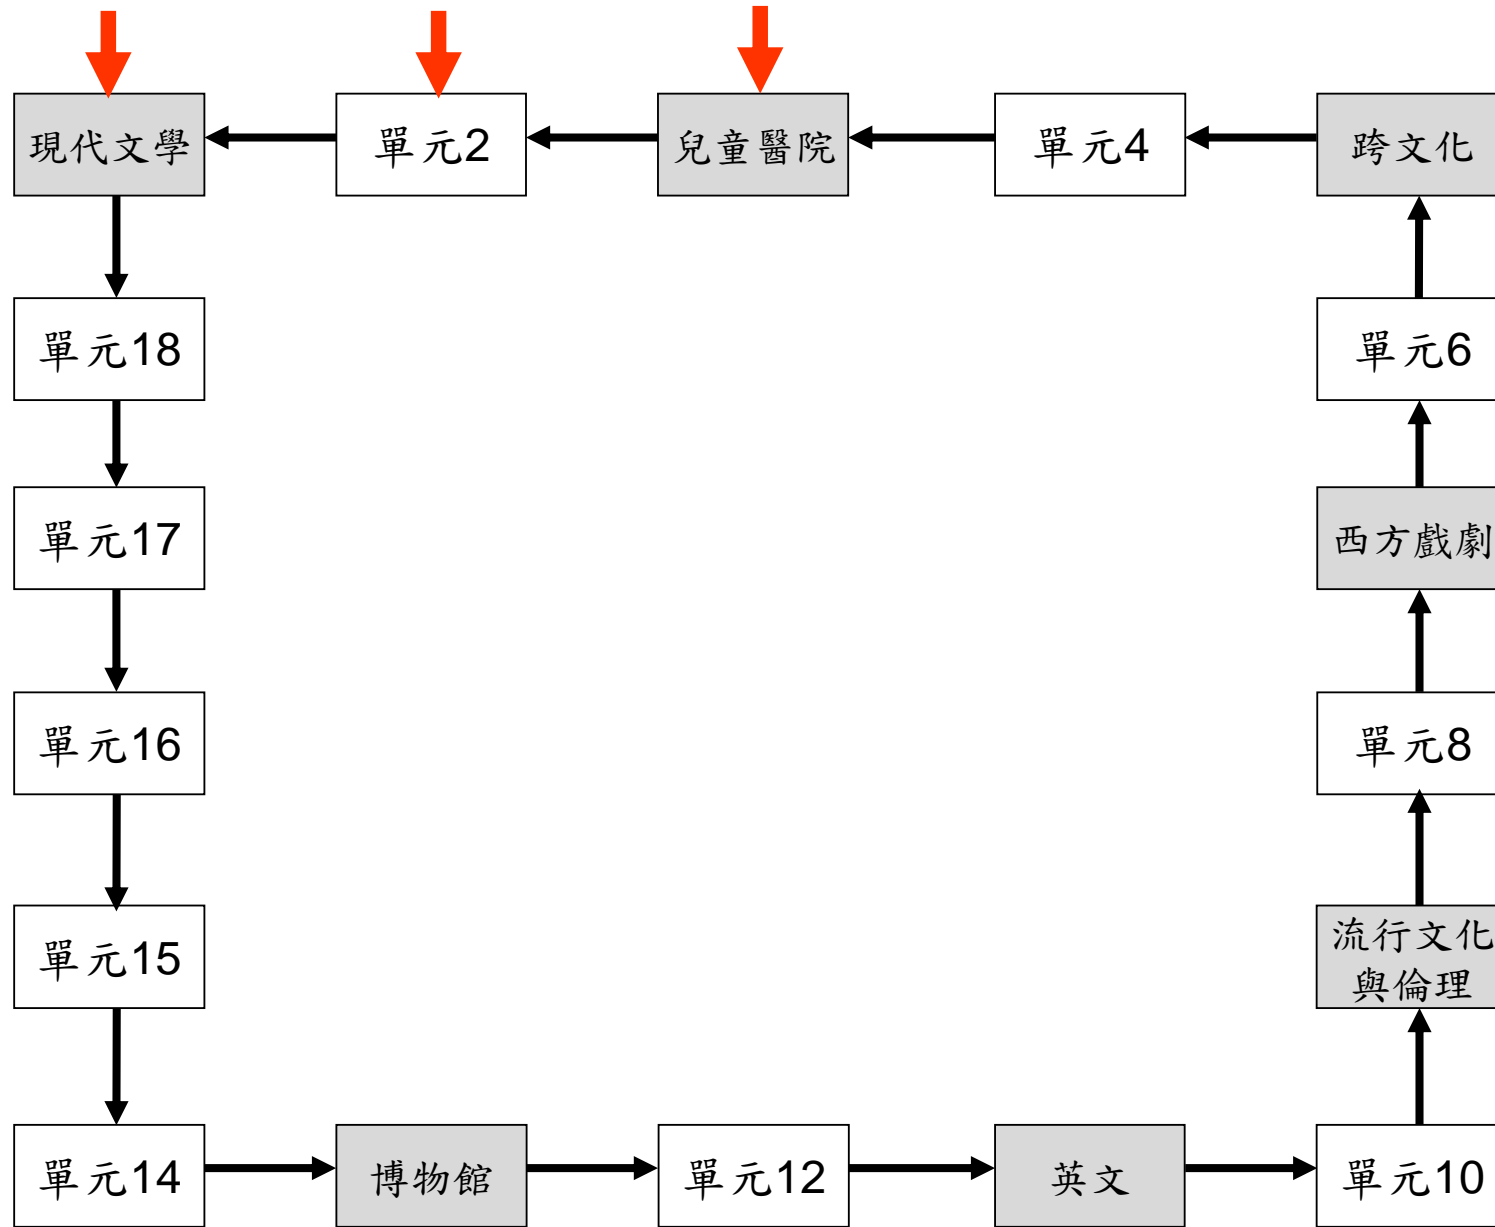 現代文學
單元2
兒童醫院
單元4
跨文化
單元18
單元6
單元17
西方戲劇
單元16
單元8
單元15
流行文化
與倫理
單元14
博物館
單元12
英文
單元10